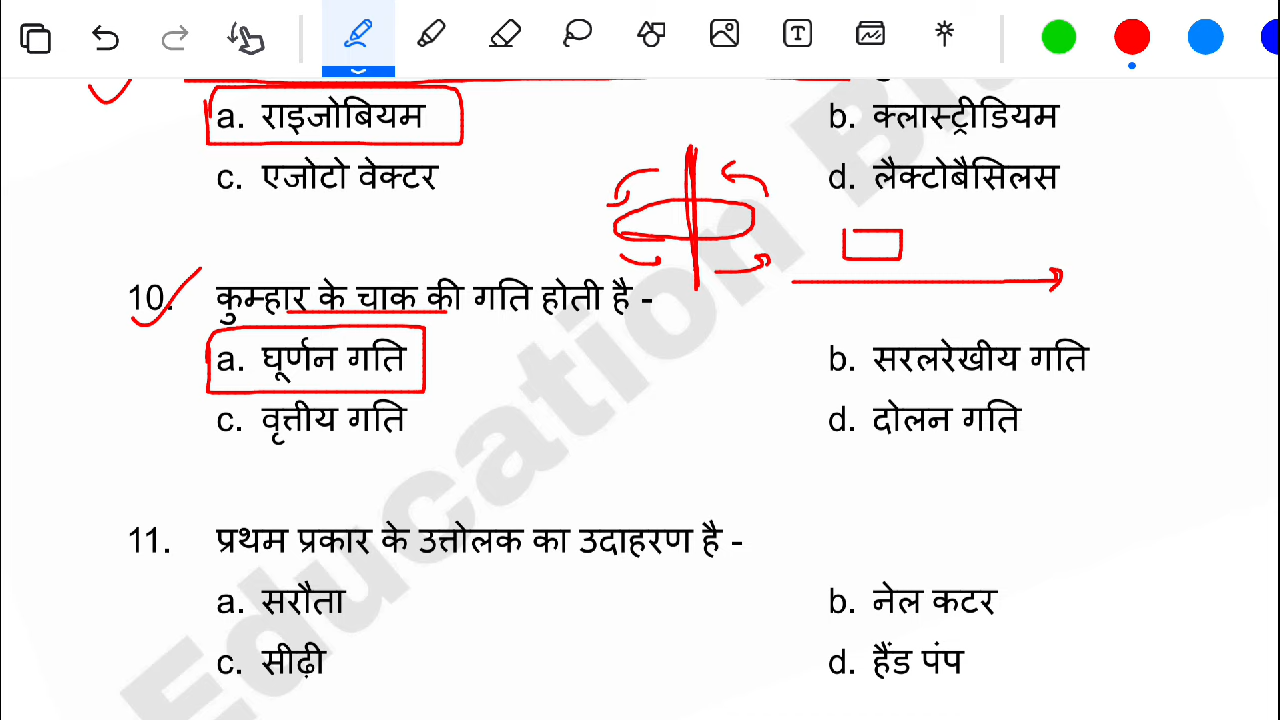 a. राइजोबियम b. क्लास्ट्रीडियम
c. एजोटो वेक्टर d. लैक्टोबैसिलस
10. कुम्हार के चाक की गति होती है -
a. घूर्णन गति b. सरलरेखीय गति
c. वृत्तीय गति d. दोलन गति
11. प्रथम प्रकार के उत्तोलक का उदाहरण है -
a. सरौता b. नेल कटर
c. सीढ़ी d. हैंड पंप
Education